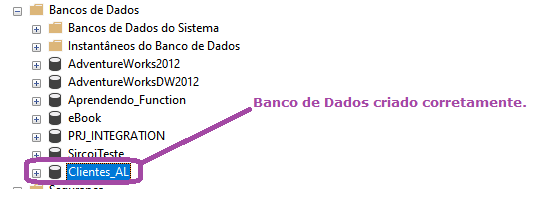 Bancos de Dados
Bancos de Dados do Sistema
Instantâneos do Banco de Dados
AdventureWorks2012
AdventureWorksDW2012
Aprendendo_Function
Banco de Dados criado corretamente.
eBook
PRJ_INTEGRATION
SircoiTeste
Clientes_AL